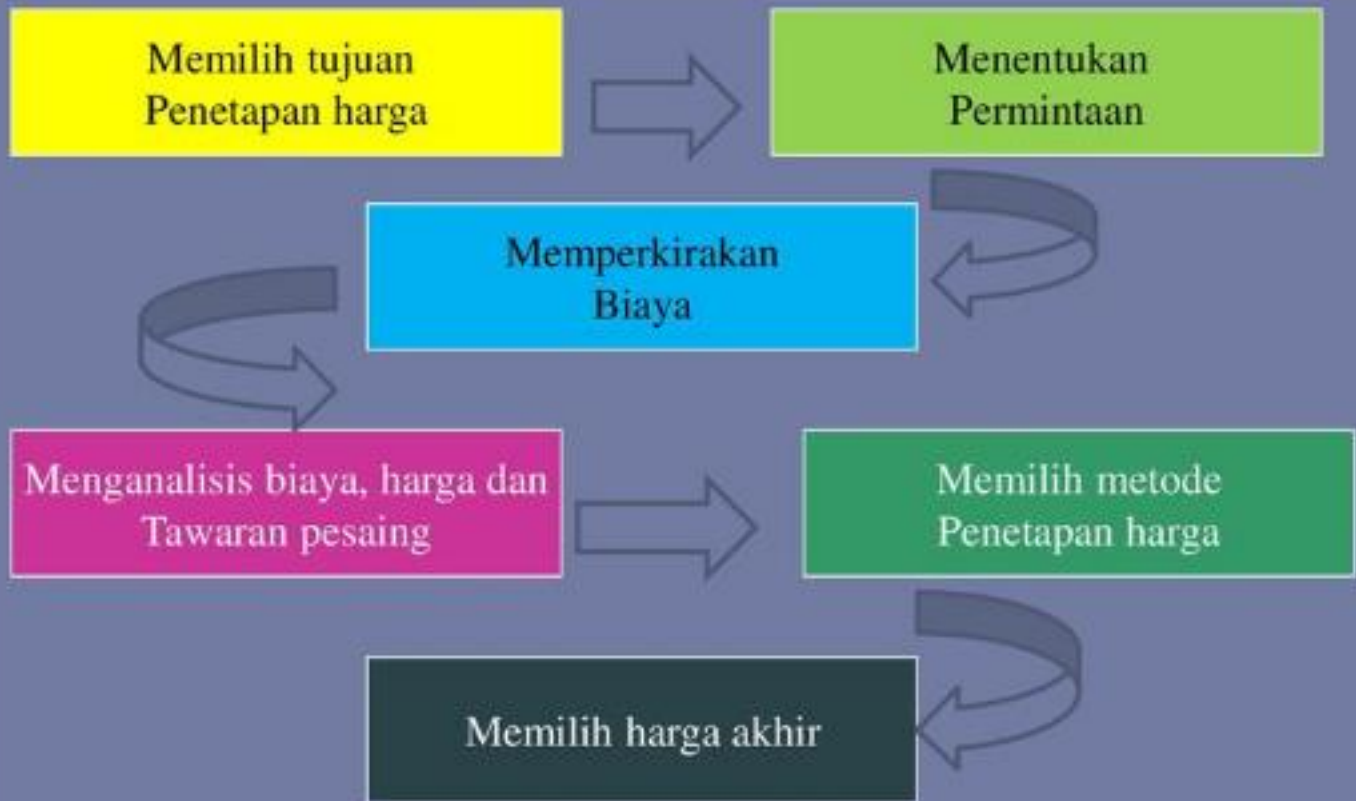 Memilih tujuan
Penetapan harga
Menentukan
Permintaan
Memperkirakan
Biaya
Menganalisis biaya, harga dan
Tawaran pesaing
Memilih metode
Penetapan harga
Memilih harga akhir